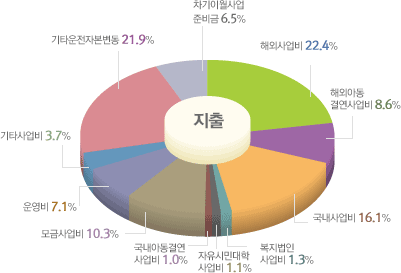 차기이월사업
준비금 6.5%
기타운전자본변동 21.9%
해외사업비 22.4%
해외아동
결연사업비 8.6%
지출
기타사업비 3.7%
운영비 7.1%
국내사업비 16.1%
모금사업비 10.3%
국내아동결연
사업비 1.0%
자유시민대학
사업비 1.1%
복지법인
사업비 1.3%